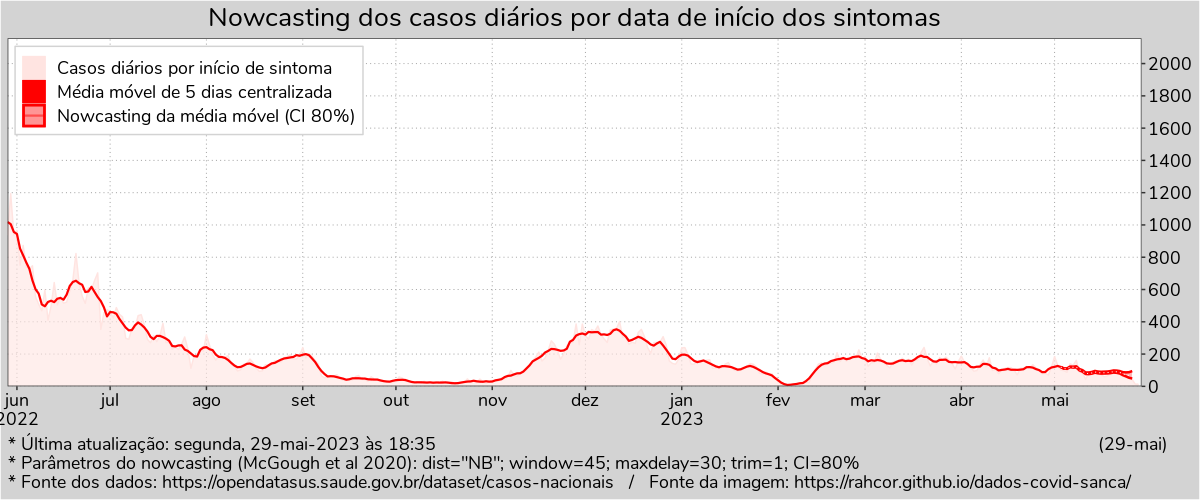 Nowcasting dos casos diários por data de início dos sintomas
Casos diários por início de sintoma
Média móvel de 5 dias centralizada
Nowcasting da média móvel (CI 80%)
2000
1800
1600
1400
1200
1000
800
600
400
200
0
jun jul ago set out nov dez jan fev mar abr mai
2022 2023
* Última atualização: segunda, 29-mai-2023 às 18:35 (29-mai)
* Parâmetros do nowcasting (McGough et al 2020): dist="NB"; window=45; maxdelay=30; trim=1; CI=80%
* Fonte dos dados: https://opendatasus.saude.gov.br/dataset/casos-nacionais / Fonte da imagem: https://rahcor.github.io/dados-covid-sanca/